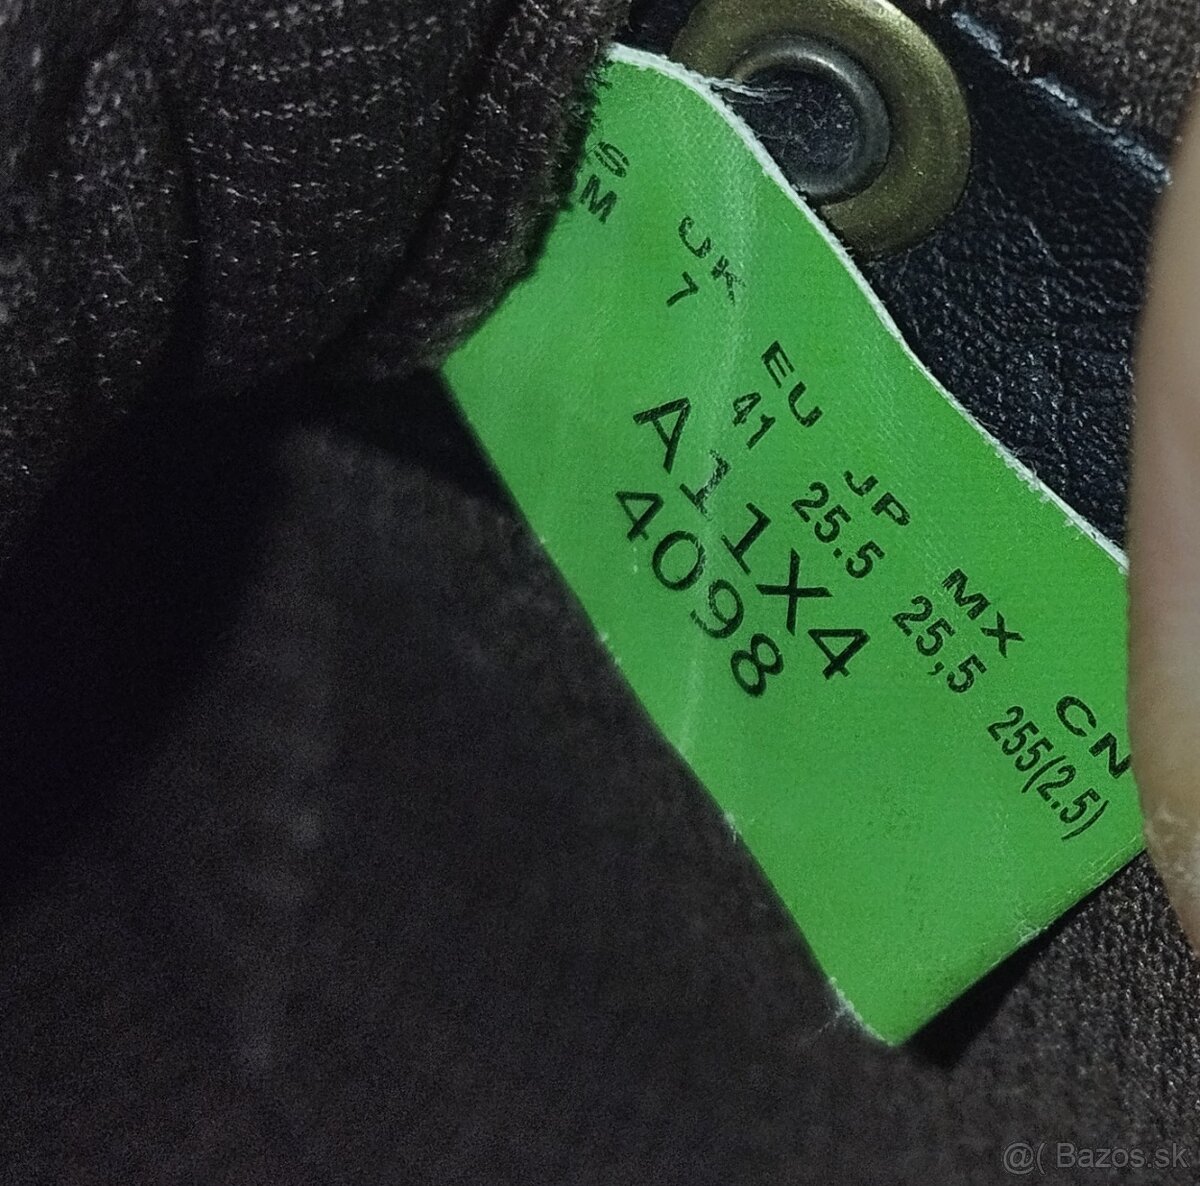 S UK EU JP MX CN
M 7 41 25.5 25,5 255(2.5)
A11X4
4098
@( Bazos.sk